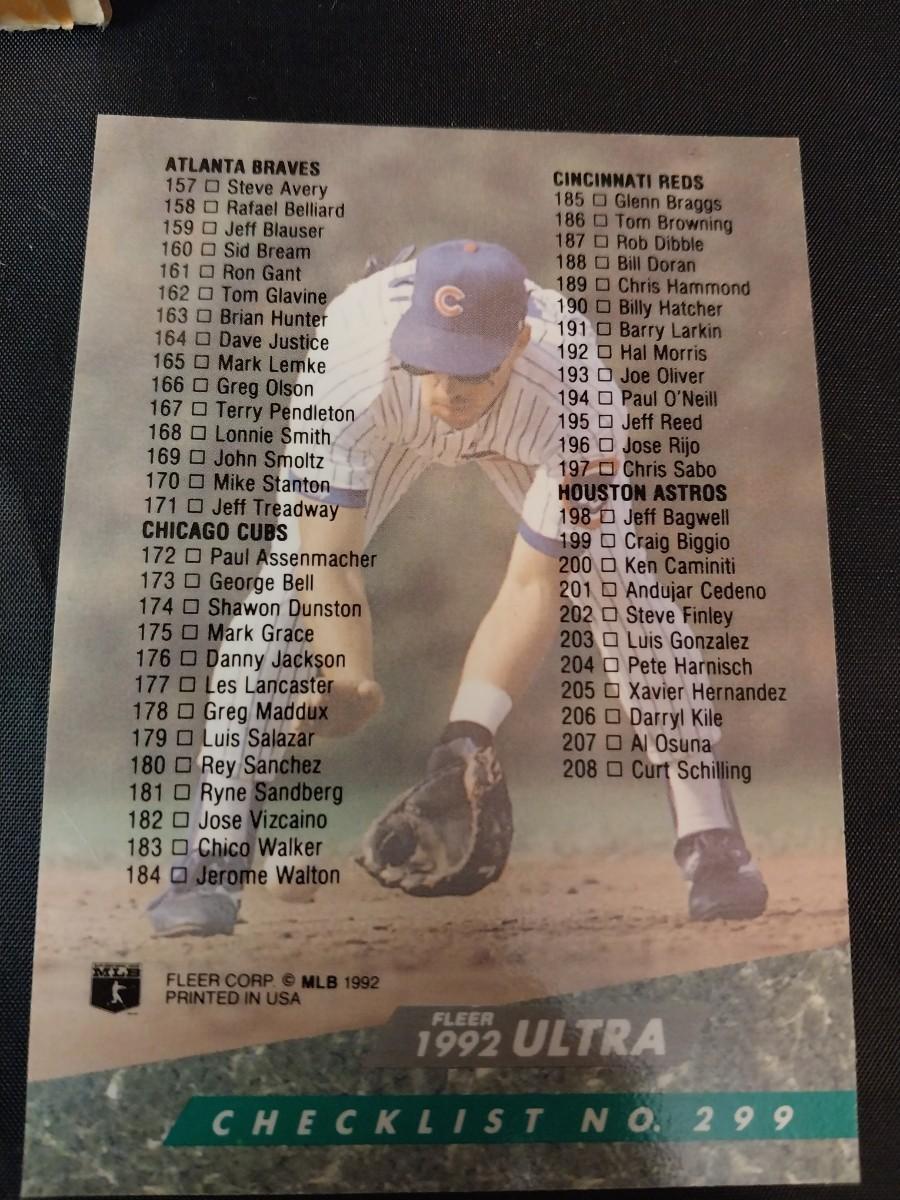 ATLANTA BRAVES
157 ☐ Steve Avery
158 ☐ Rafael Belliard
159 ☐ Jeff Blauser
160 ☐ Sid Bream
161 ☐ Ron Gant
162 ☐ Tom Glavine
163 ☐ Brian Hunter
164 ☐ Dave Justice
165 ☐ Mark Lemke
166 ☐ Greg Olson
167 ☐ Terry Pendleton
168 ☐ Lonnie Smith
169 ☐ John Smoltz
170 ☐ Mike Stanton
171 ☐ Jeff Treadway
CHICAGO CUBS
172 ☐ Paul Assenmacher
173 ☐ George Bell
174 ☐ Shawon Dunston
175 ☐ Mark Grace
176 ☐ Danny Jackson
177 ☐ Les Lancaster
178 ☐ Greg Maddux
179 ☐ Luis Salazar
180 ☐ Rey Sanchez
181 ☐ Ryne Sandberg
182 ☐ Jose Vizcaino
183 ☐ Chico Walker
184 ☐ Jerome Walton
CINCINNATI REDS
185 ☐ Glenn Braggs
186 ☐ Tom Browning
187 ☐ Rob Dibble
188 ☐ Bill Doran
189 ☐ Chris Hammond
190 ☐ Billy Hatcher
191 ☐ Barry Larkin
192 ☐ Hal Morris
193 ☐ Joe Oliver
194 ☐ Paul O'Neill
195 ☐ Jeff Reed
196 ☐ Jose Rijo
197 ☐ Chris Sabo
HOUSTON ASTROS
198 ☐ Jeff Bagwell
199 ☐ Craig Biggio
200 ☐ Ken Caminiti
201 ☐ Andujar Cedeno
202 ☐ Steve Finley
203 ☐ Luis Gonzalez
204 ☐ Pete Harnisch
205 ☐ Xavier Hernandez
206 ☐ Darryl Kile
207 ☐ Al Osuna
208 ☐ Curt Schilling
C
MLB
FLEER CORP. © MLB 1992
PRINTED IN USA
FLEER
1992 ULTRA
CHECKLIST NO. 299